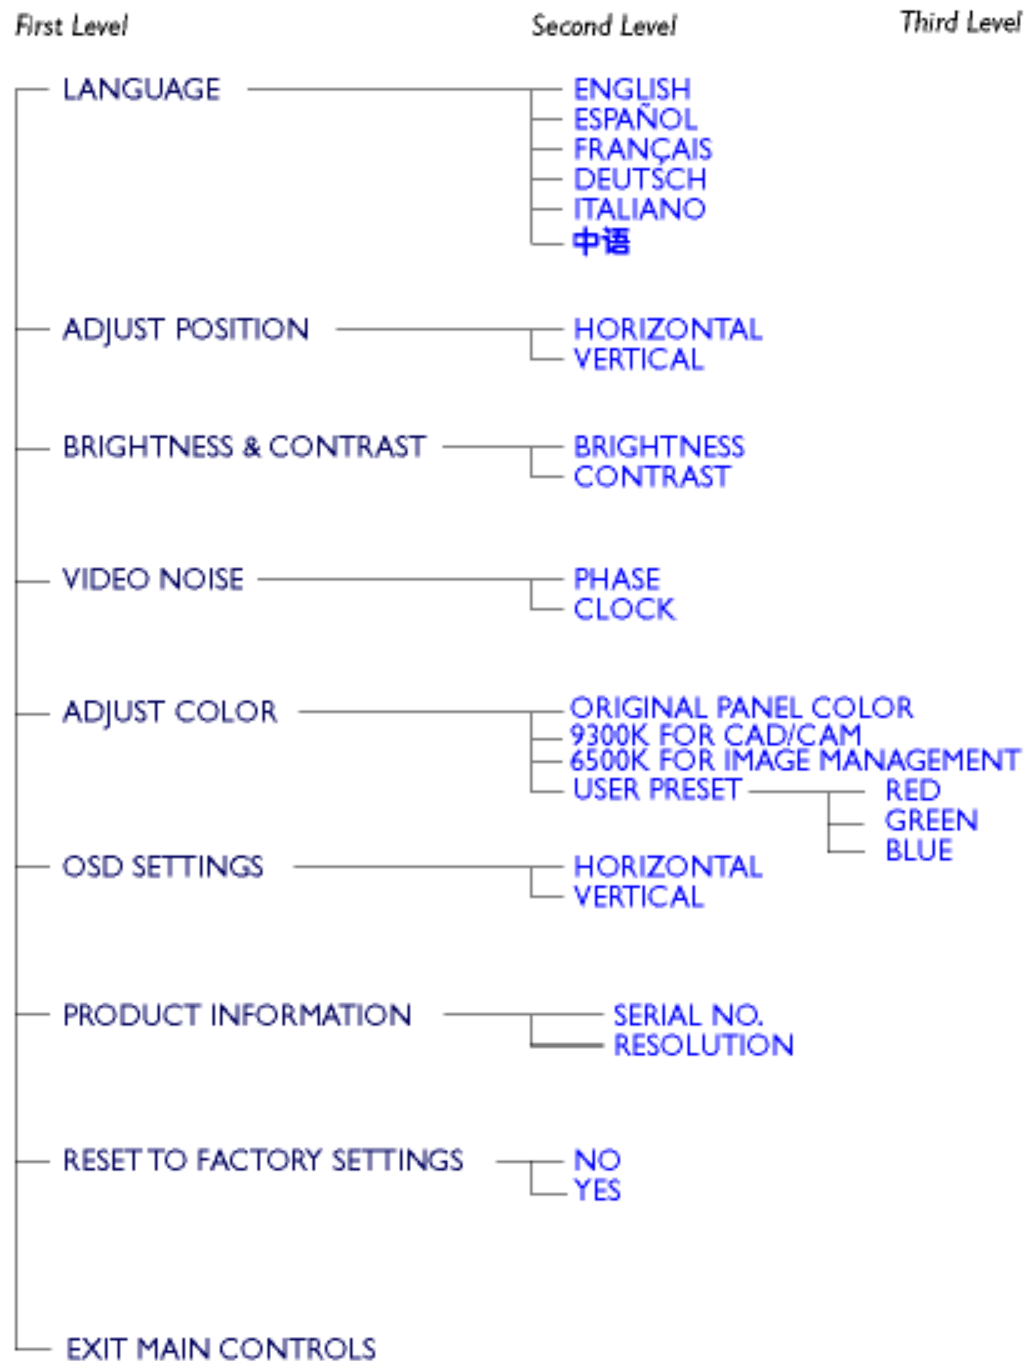 First Level Second Level Third Level
LANGUAGE ENGLISH
ESPAÑOL
FRANÇAIS
DEUTSCH
ITALIANO
中语
ADJUST POSITION HORIZONTAL
VERTICAL
BRIGHTNESS & CONTRAST BRIGHTNESS
CONTRAST
VIDEO NOISE PHASE
CLOCK
ADJUST COLOR ORIGINAL PANEL COLOR
9300K FOR CAD/CAM
6500K FOR IMAGE MANAGEMENT
USER PRESET RED
GREEN
BLUE
OSD SETTINGS HORIZONTAL
VERTICAL
PRODUCT INFORMATION SERIAL NO.
RESOLUTION
RESET TO FACTORY SETTINGS NO
YES
EXIT MAIN CONTROLS